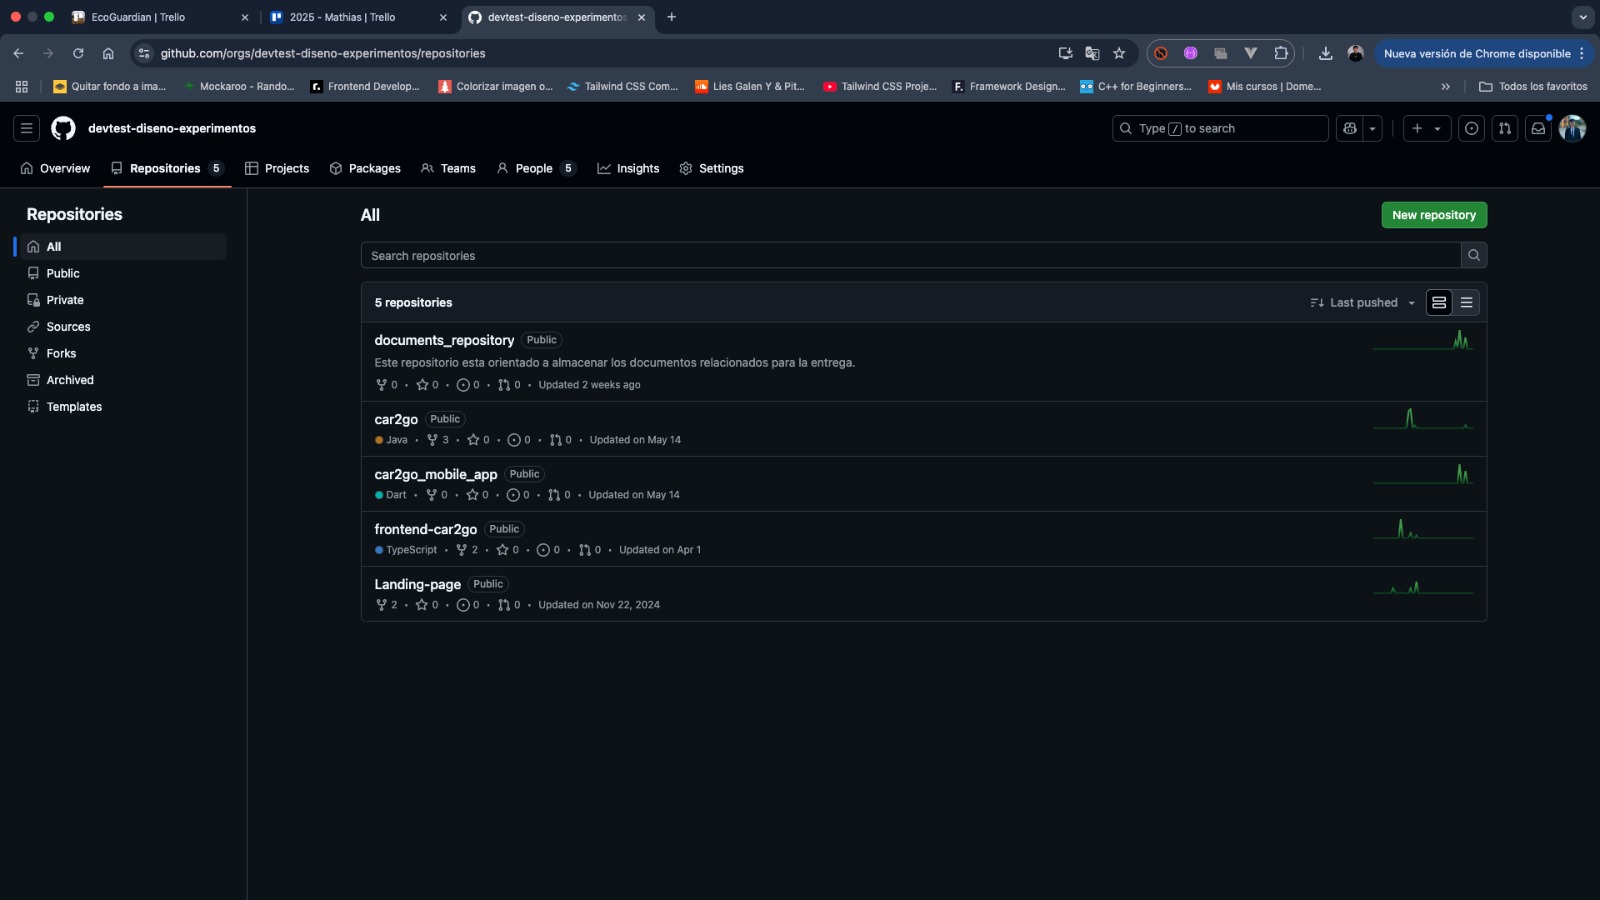 EcoGuardian | Trello
2025 - Mathias | Trello
devtest-diseno-experimentos
github.com/orgs/devtest-diseno-experimentos/repositories
Nueva versión de Chrome disponible
Quitar fondo a ima...
Mockaroo - Rando...
Frontend Develop...
Colorizar imagen o...
Tailwind CSS Com...
Lies Galen Y & Pit...
Tailwind CSS Proje...
Framework Design...
C++ for Beginners...
Mis cursos | Dome...
Todos los favoritos
devtest-diseno-experimentos
Type / to search
Overview
Repositories 5
Projects
Packages
Teams
People 5
Insights
Settings
Repositories
All
Public
Private
Sources
Forks
Archived
Templates
All
New repository
Search repositories
5 repositories
Last pushed
documents_repository Public
Este repositorio esta orientado a almacenar los documentos relacionados para la entrega.
0 • 0 • 0 • 0 • Updated 2 weeks ago
car2go Public
Java • 3 • 0 • 0 • 0 • Updated on May 14
car2go_mobile_app Public
Dart • 0 • 0 • 0 • 0 • Updated on May 14
frontend-car2go Public
TypeScript • 2 • 0 • 0 • 0 • Updated on Apr 1
Landing-page Public
2 • 0 • 0 • 0 • Updated on Nov 22, 2024